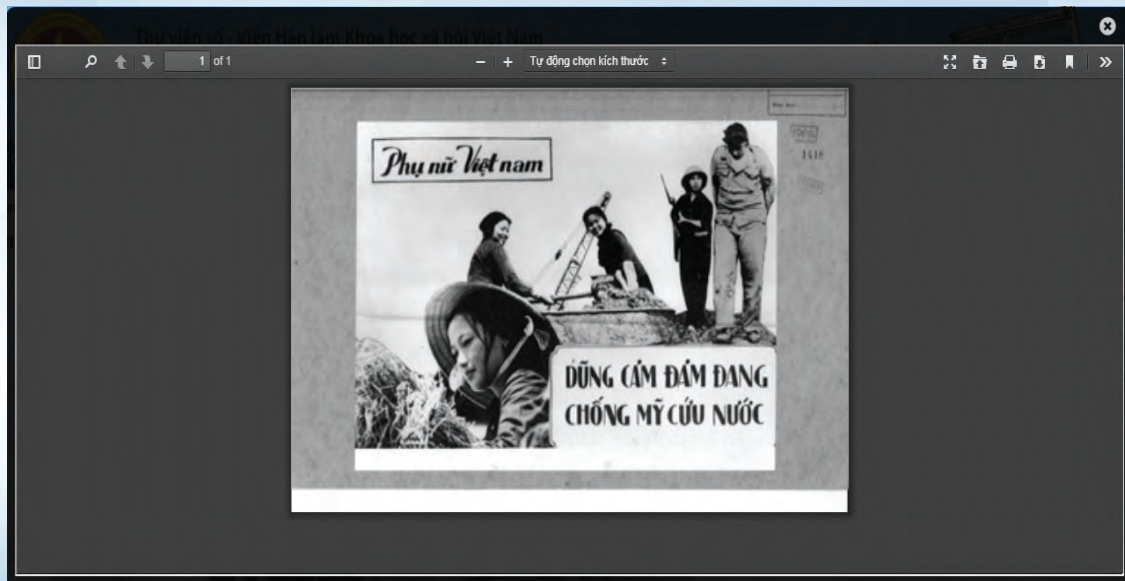 Thư viện số - Viện Hàn lâm Khoa học xã hội Việt Nam
1 of 1
Tự động chọn kích thước
Phụ nữ Việt nam
1418
DŨNG CẢM ĐẢM ĐANG
CHỐNG MỸ CỨU NƯỚC